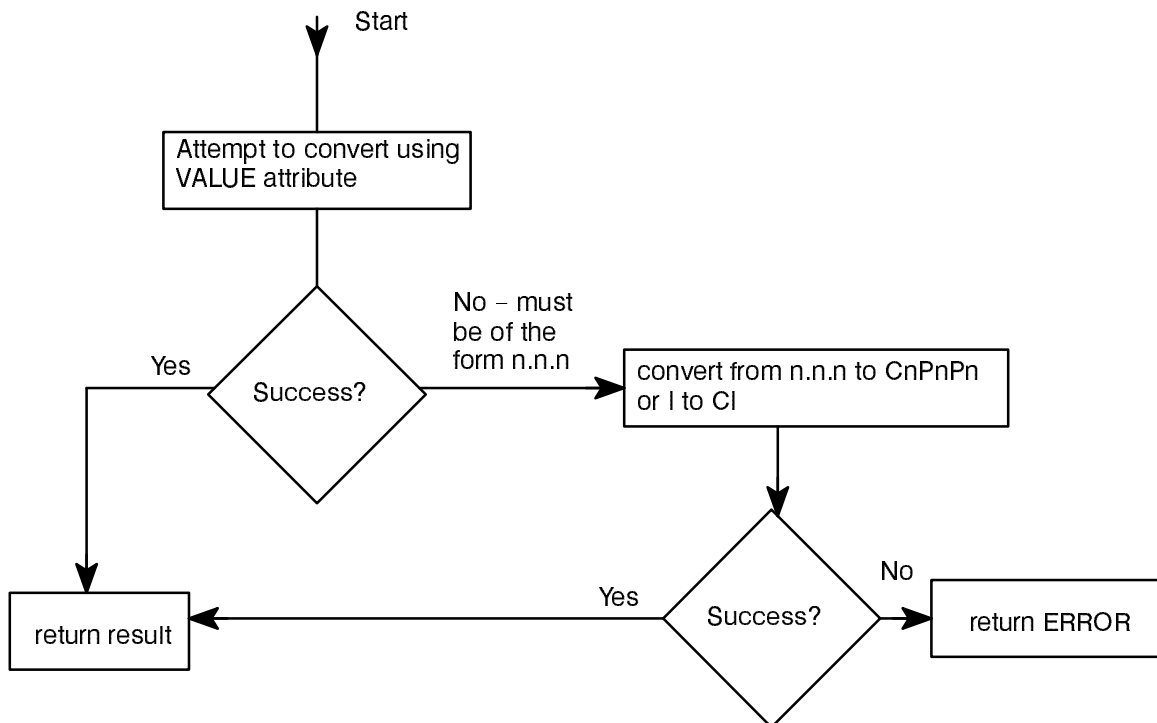 Start
Attempt to convert using
VALUE attribute
No – must
be of the
form n.n.n
Yes
Success?
convert from n.n.n to CnPnPn
or I to CI
No
Yes
Success?
return result
return ERROR